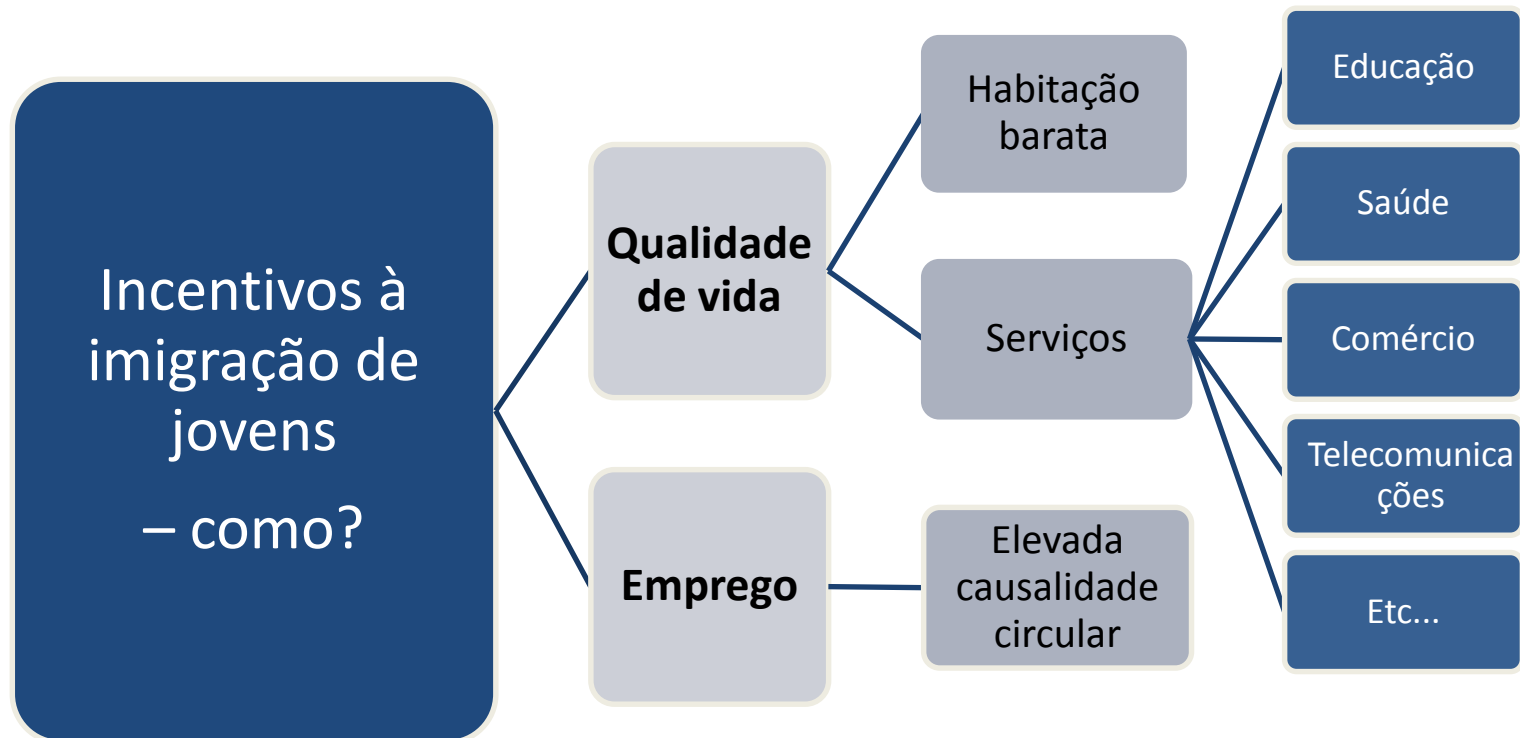 Incentivos à
imigração de
jovens
– como?
Qualidade
de vida
Habitação
barata
Serviços
Educação
Saúde
Comércio
Telecomunica
ções
Etc...
Emprego
Elevada
causalidade
circular